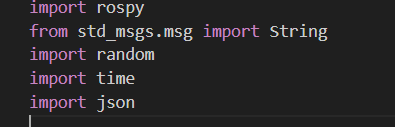 import rospy
from std_msgs.msg import String
import random
import time
import json